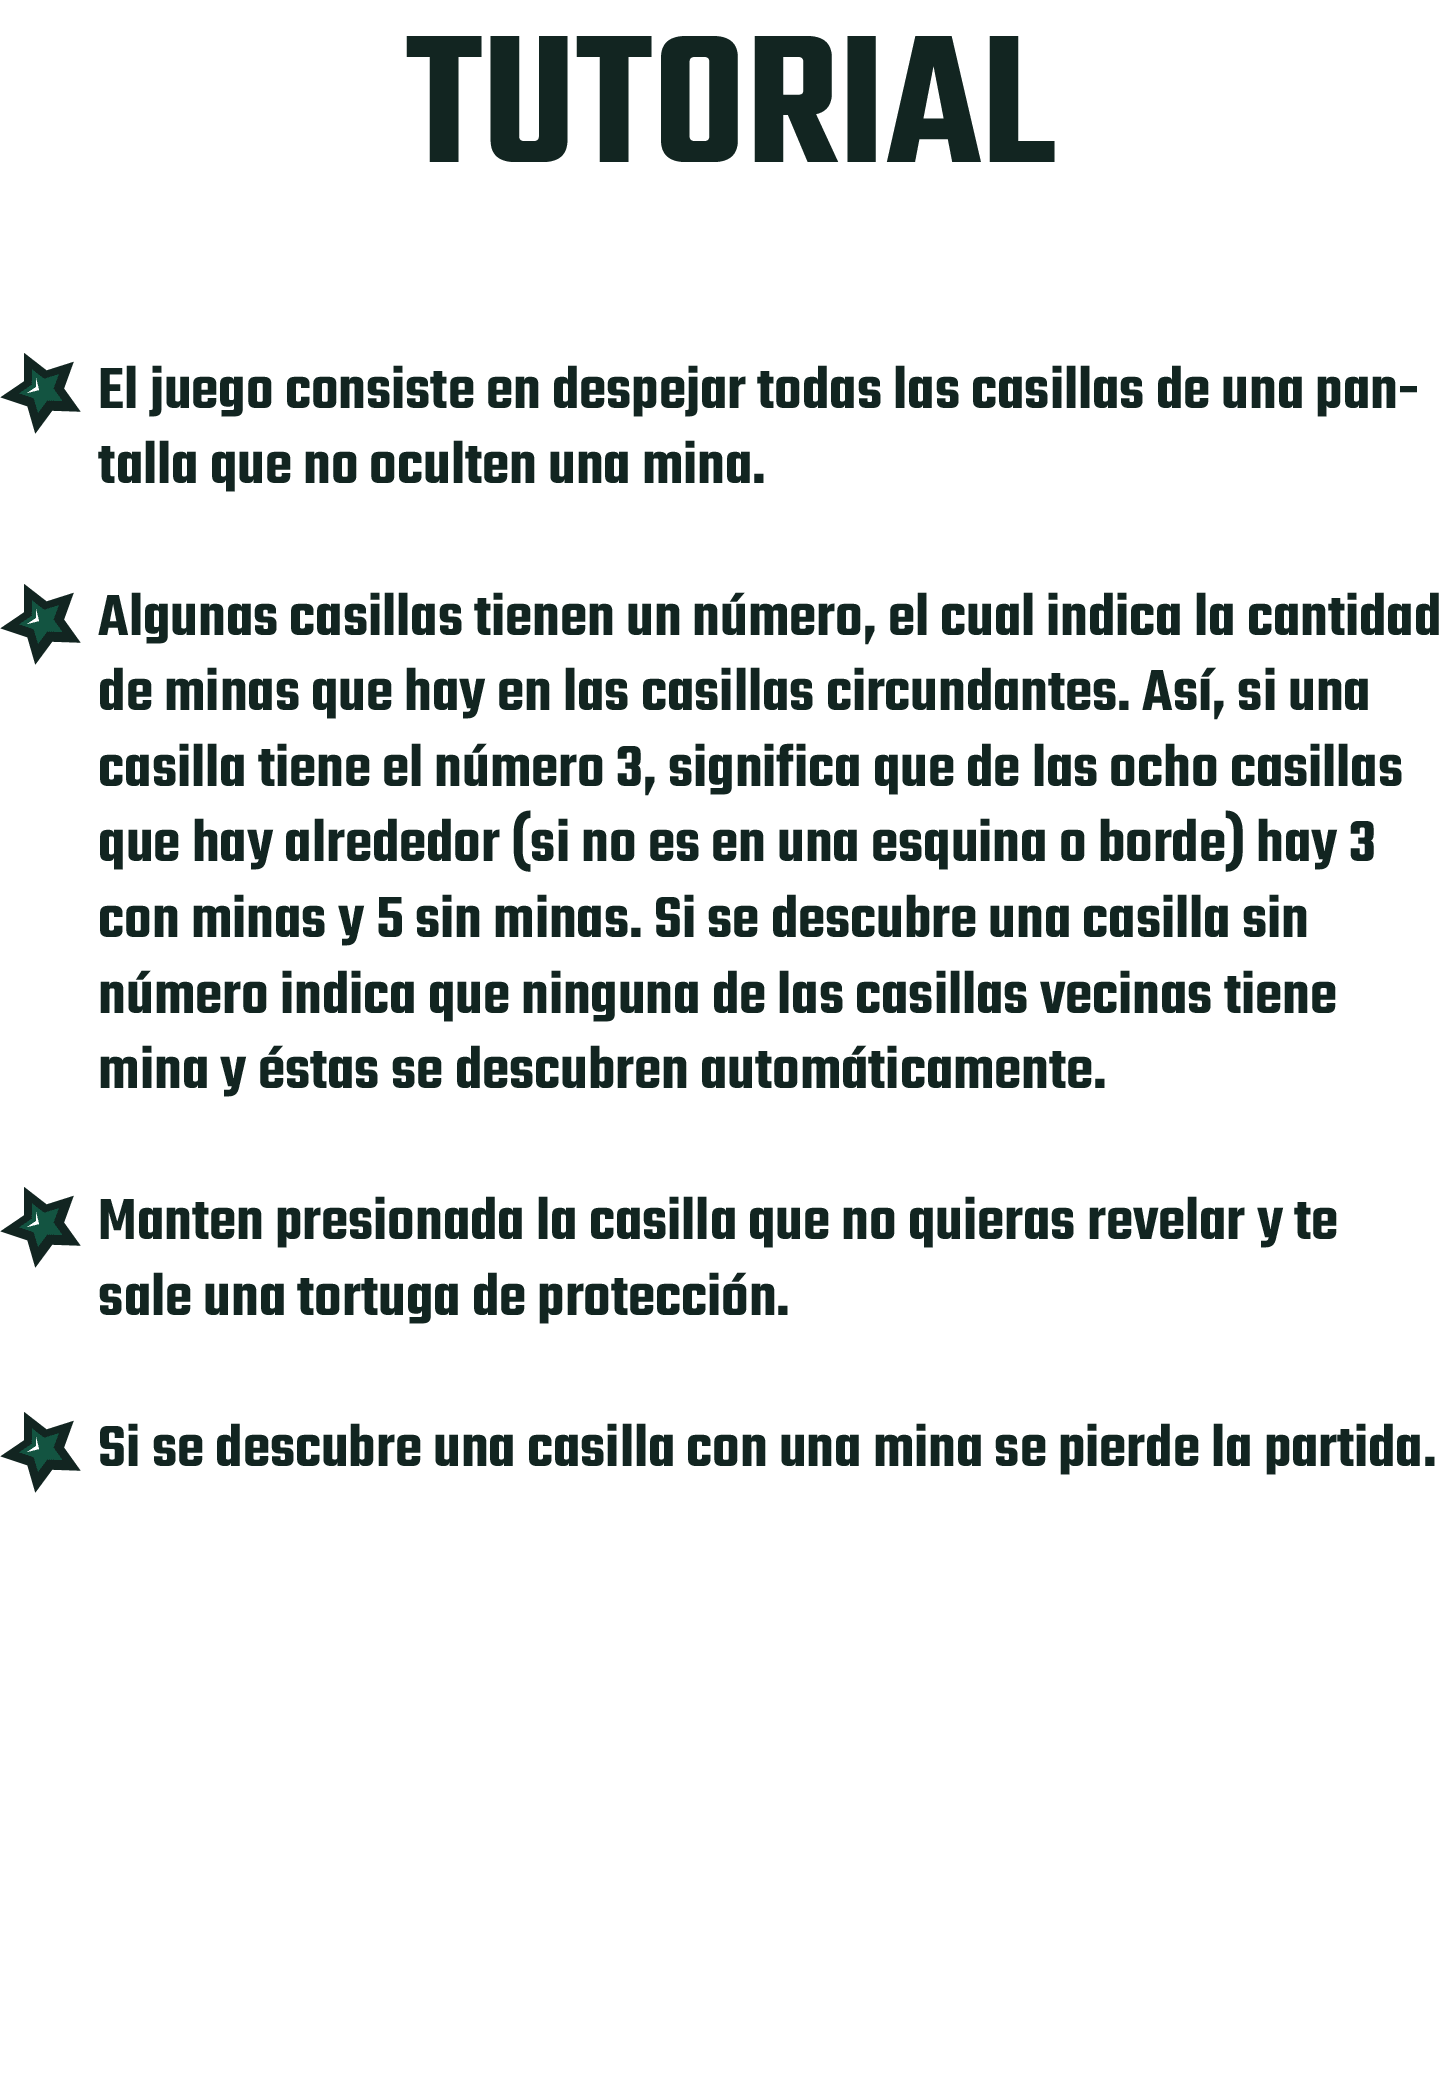 TUTORIAL
El juego consiste en despejar todas las casillas de una pan-
talla que no oculten una mina.
Algunas casillas tienen un número, el cual indica la cantidad
de minas que hay en las casillas circundantes. Así, si una
casilla tiene el número 3, significa que de las ocho casillas
que hay alrededor (si no es en una esquina o borde) hay 3
con minas y 5 sin minas. Si se descubre una casilla sin
número indica que ninguna de las casillas vecinas tiene
mina y éstas se descubren automáticamente.
Manten presionada la casilla que no quieras revelar y te
sale una tortuga de protección.
Si se descubre una casilla con una mina se pierde la partida.